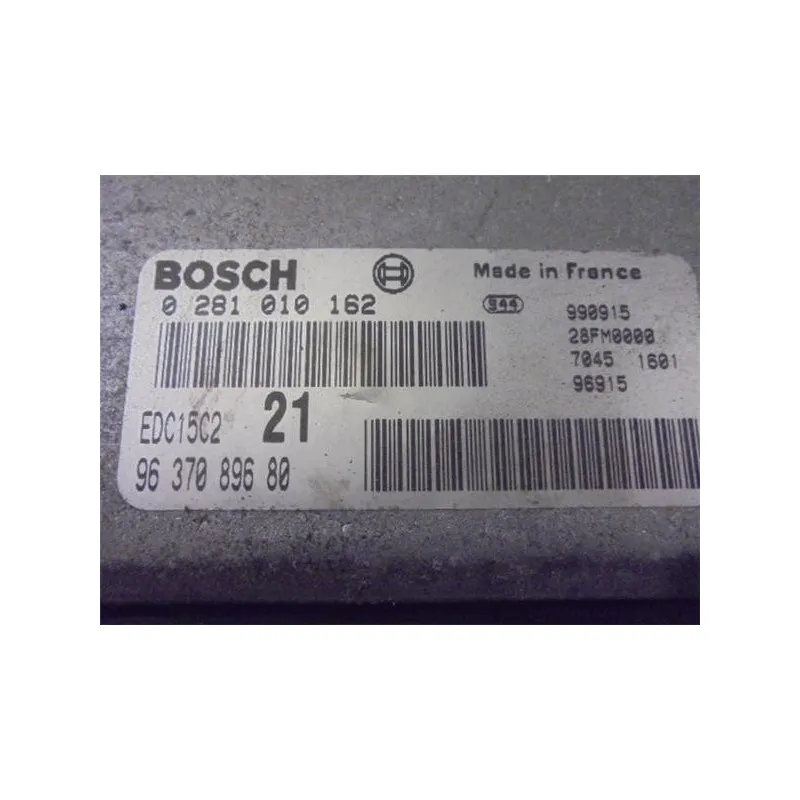 BOSCH
Made in France
0 281 010 162
344
990915
28FM0000
7045 1601
96915
EDC15C2 21
96 370 896 80